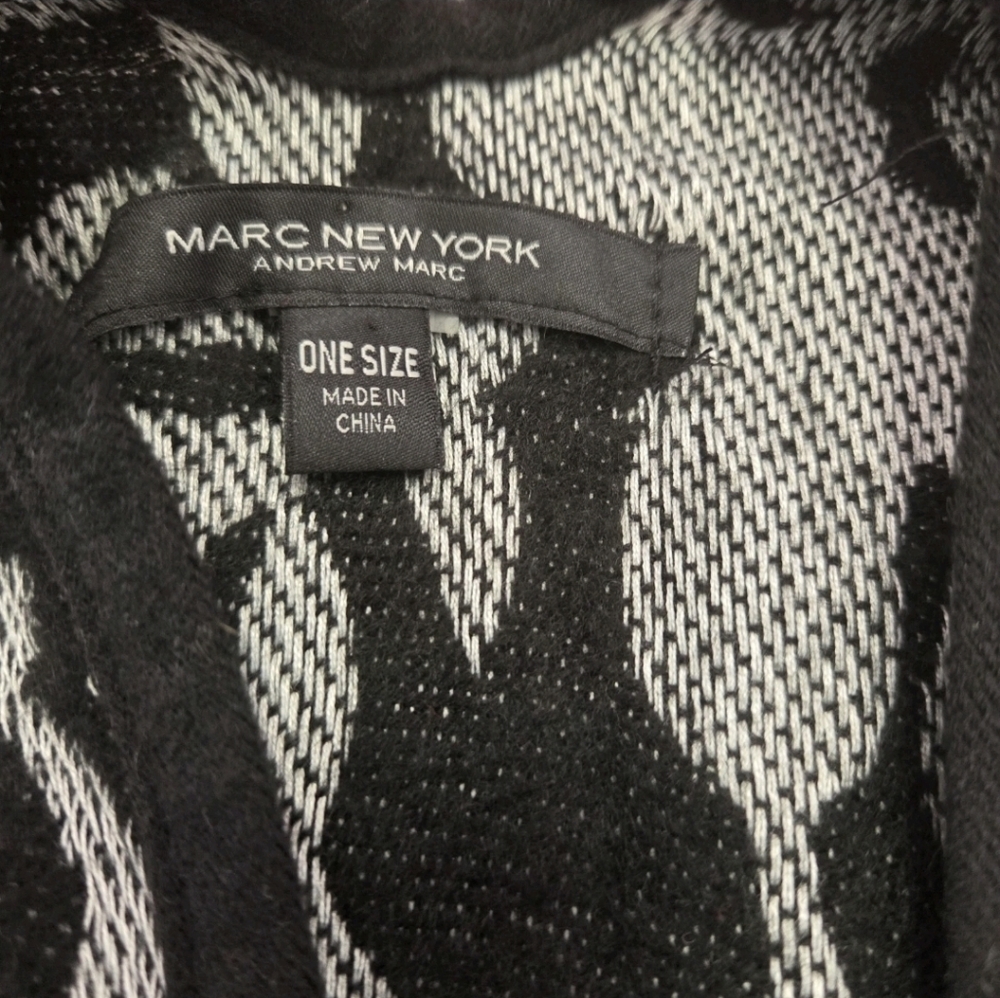 MARC NEW YORK
ANDREW MARC
ONE SIZE
MADE IN
CHINA